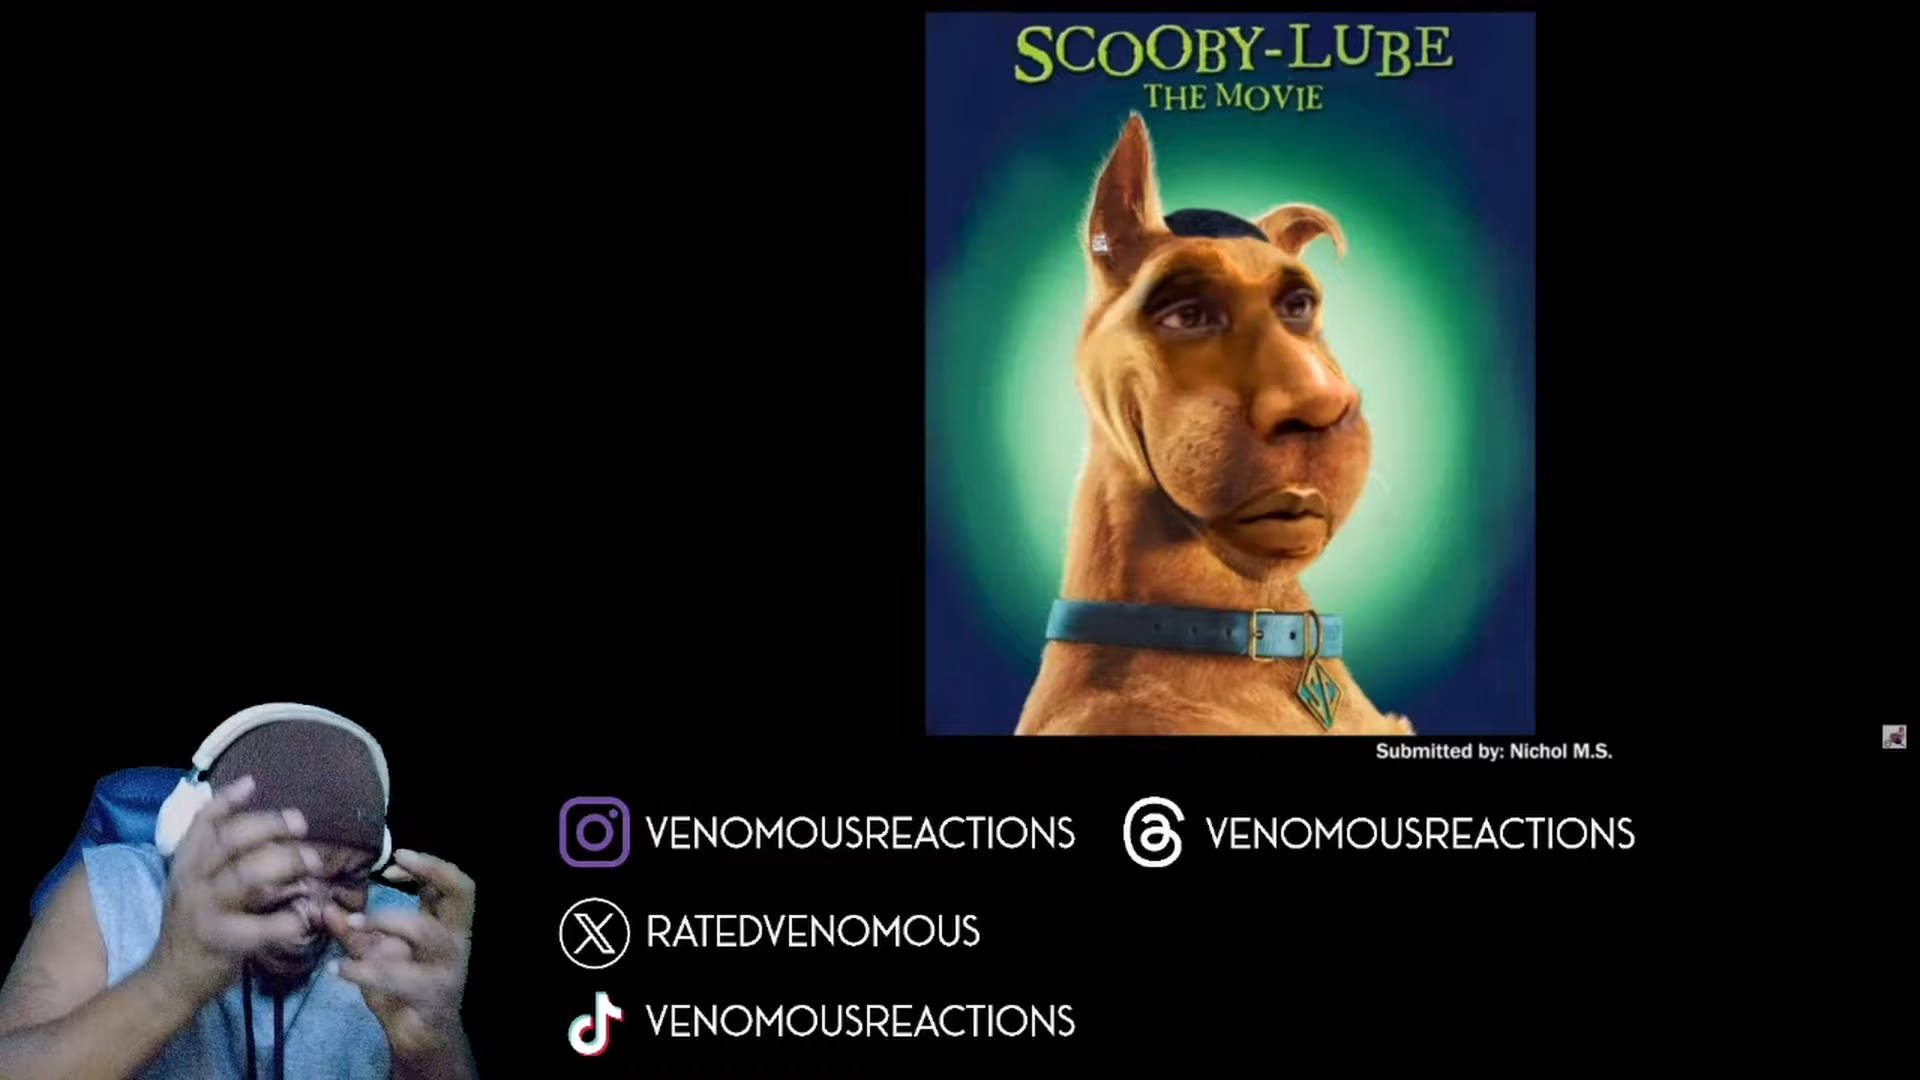 SCOOBY-LUBE
THE MOVIE
Submitted by: Nichol M.S.
VENOMOUSREACTIONS
VENOMOUSREACTIONS
RATEDVENOMOUS
VENOMOUSREACTIONS